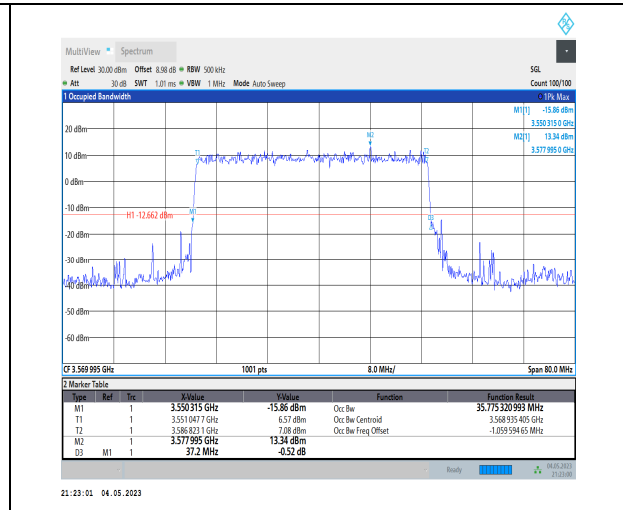 MultiView Spectrum
Ref Level 30.00 dBm Offset 8.98 dB RBW 500 kHz SGL
Att 30 dB SWT 1.01 ms VBW 1 MHz Mode Auto Sweep Count 100/100
1 Occupied Bandwidth 1Pk Max
M1[1] -15.86 dBm
3.550 315 0 GHz
M2[1] 13.34 dBm
3.577 995 0 GHz
20 dBm
M2
10 dBm
T1
T2
0 dBm
-10 dBm
H1 -12.662 dBm
M1
D3
-20 dBm
-30 dBm
-40 dBm
-50 dBm
-60 dBm
CF 3.569 995 GHz 1001 pts 8.0 MHz/ Span 80.0 MHz
2 Marker Table
Type Ref Trc X-Value Y-Value Function Function Result
M1 1 3.550 315 GHz -15.86 dBm Occ Bw 35.775 320 993 MHz
T1 1 3.551 047 7 GHz 6.57 dBm Occ Bw Centroid 3.568 935 405 GHz
T2 1 3.586 823 1 GHz 7.08 dBm Occ Bw Freq Offset -1.059 594 65 MHz
M2 1 3.577 995 GHz 13.34 dBm
D3 M1 1 37.2 MHz -0.52 dB
Ready 04.05.2023
21:23:00
21:23:01 04.05.2023